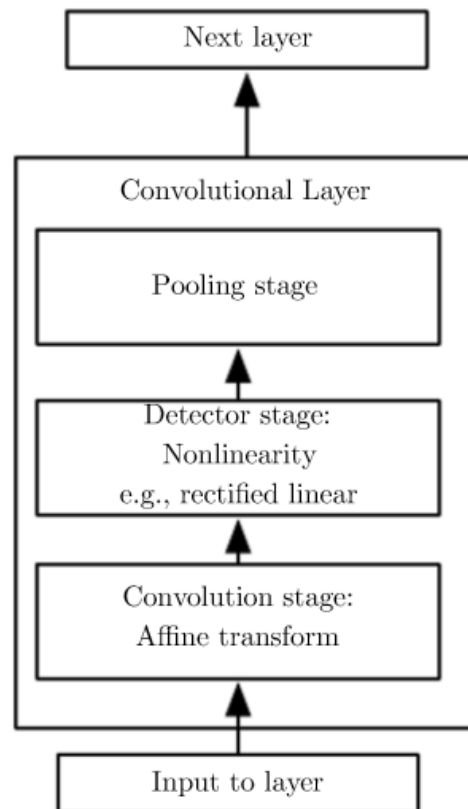 Next layer
Convolutional Layer
Pooling stage
Detector stage:
Nonlinearity
e.g., rectified linear
Convolution stage:
Affine transform
Input to layer